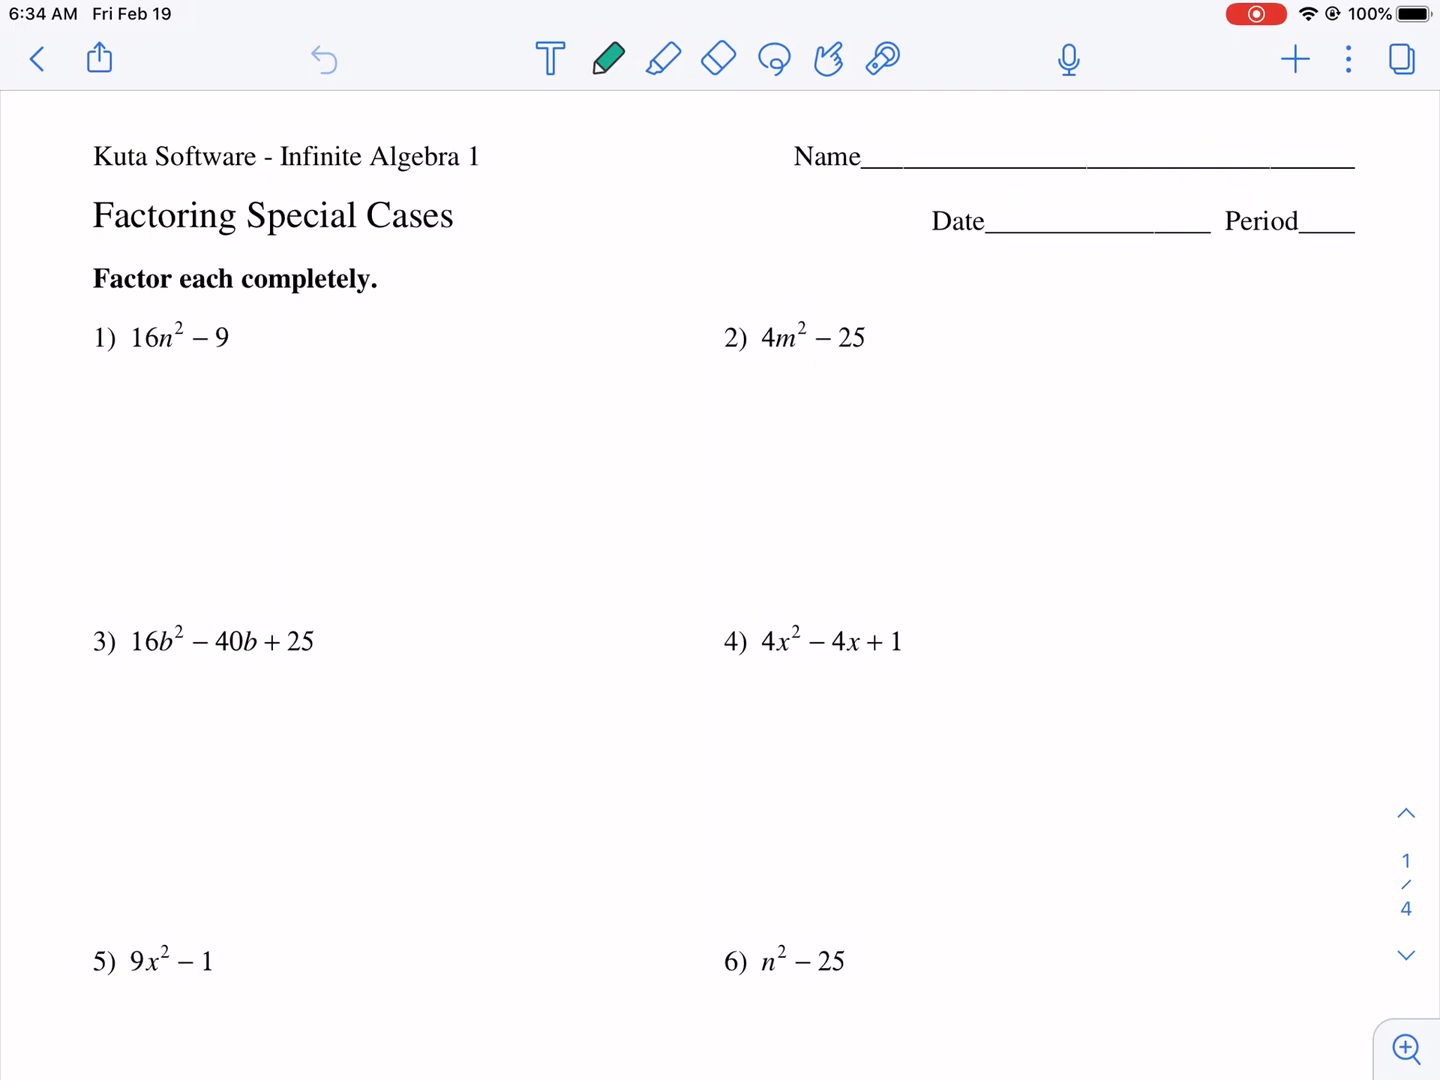 6:34 AM Fri Feb 19 100%
Kuta Software - Infinite Algebra 1 Name
Factoring Special Cases Date Period
Factor each completely.
1) 16n² – 9 2) 4m² – 25
3) 16b² – 40b + 25 4) 4x² – 4x + 1
5) 9x² – 1 6) n² – 25
1
/
4